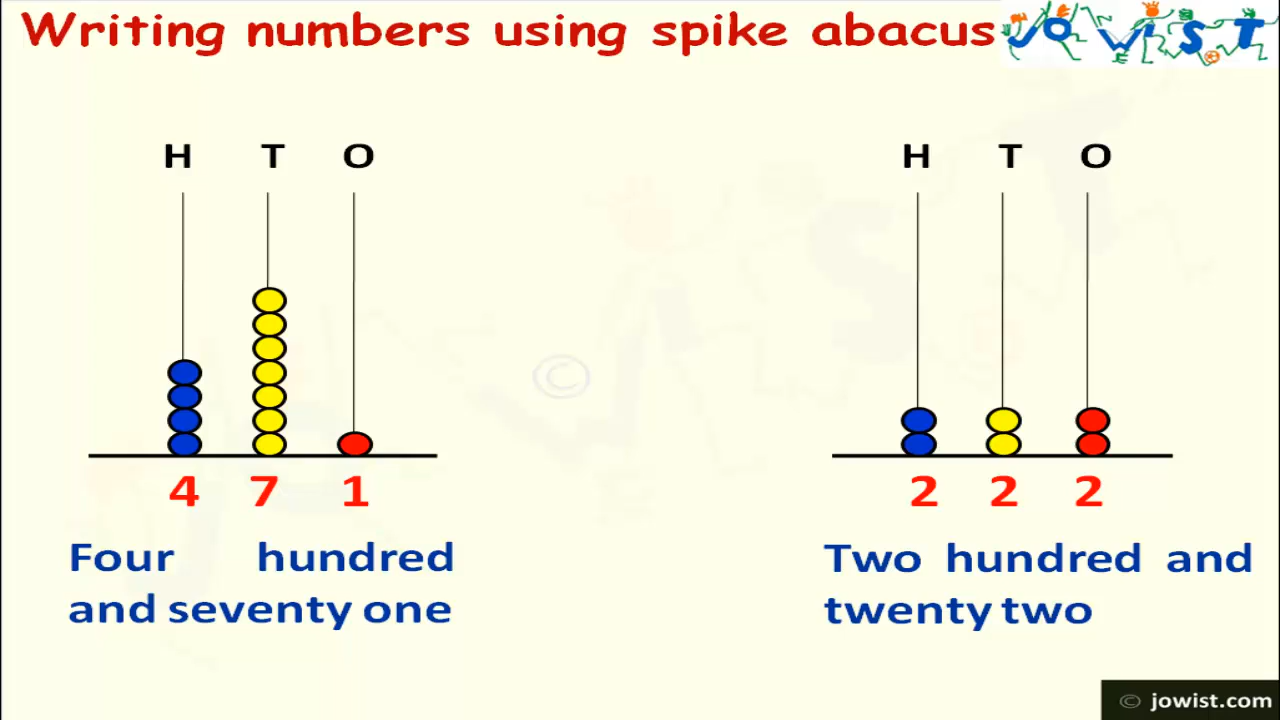 Writing numbers using spike abacus
JOWIST
H T O
4 7 1
Four hundred
and seventy one
H T O
2 2 2
Two hundred and
twenty two
©
© jowist.com